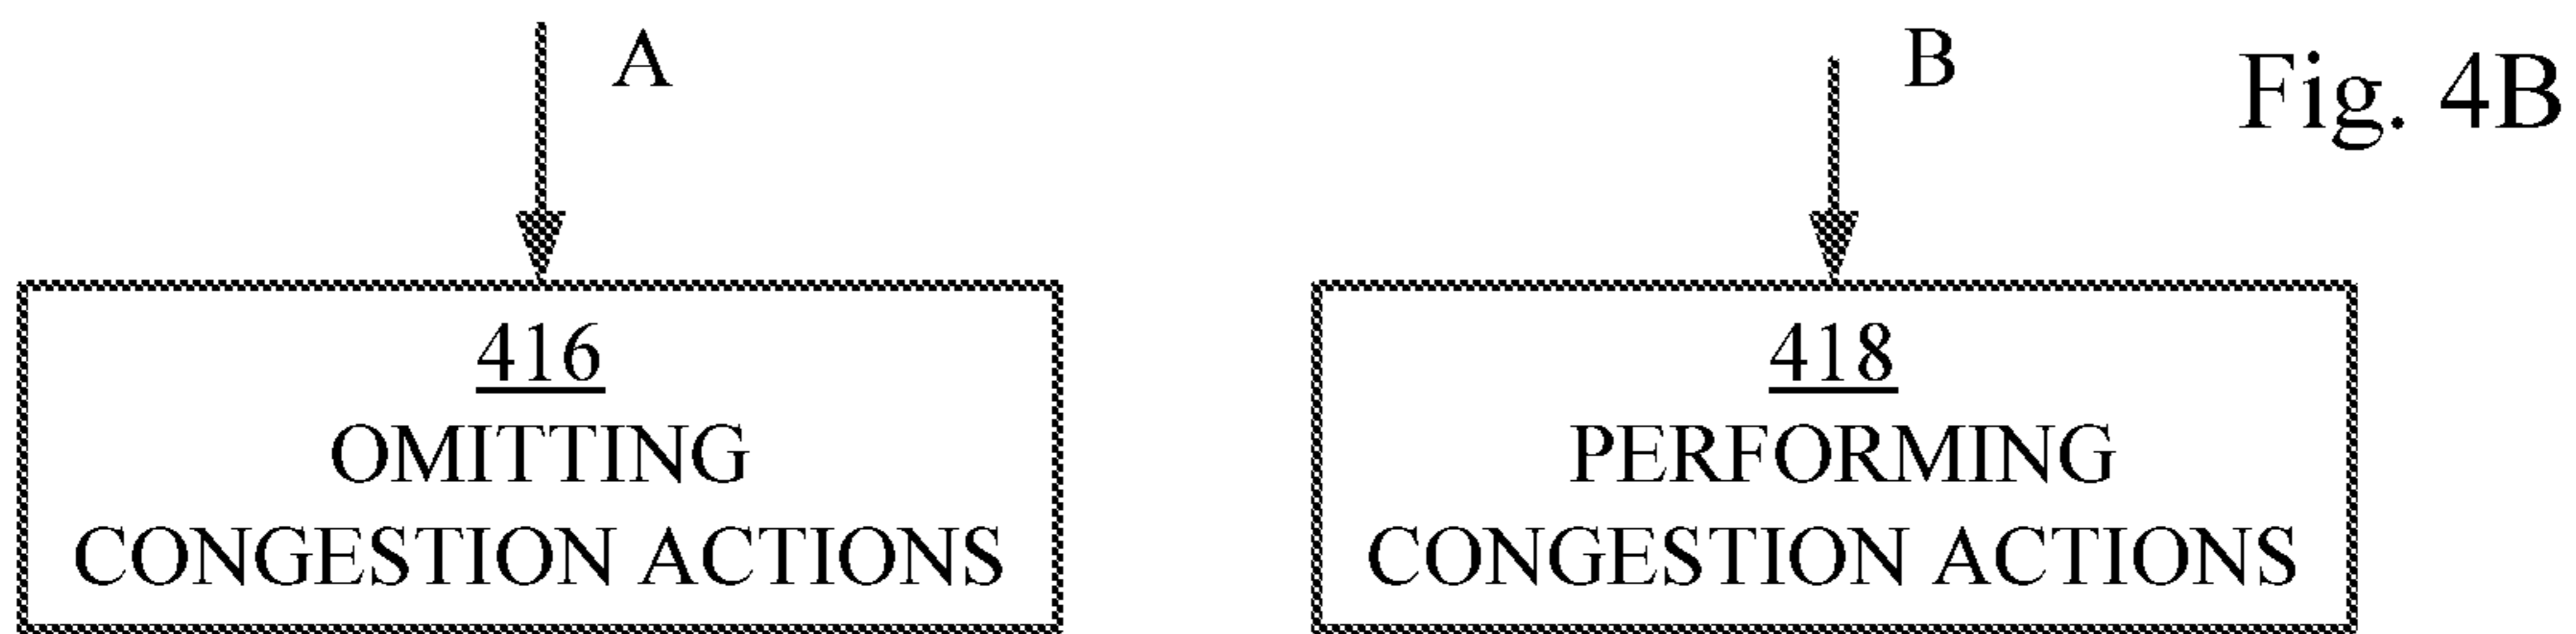 A
B
Fig. 4B
416
OMITTING
CONGESTION ACTIONS
418
PERFORMING
CONGESTION ACTIONS